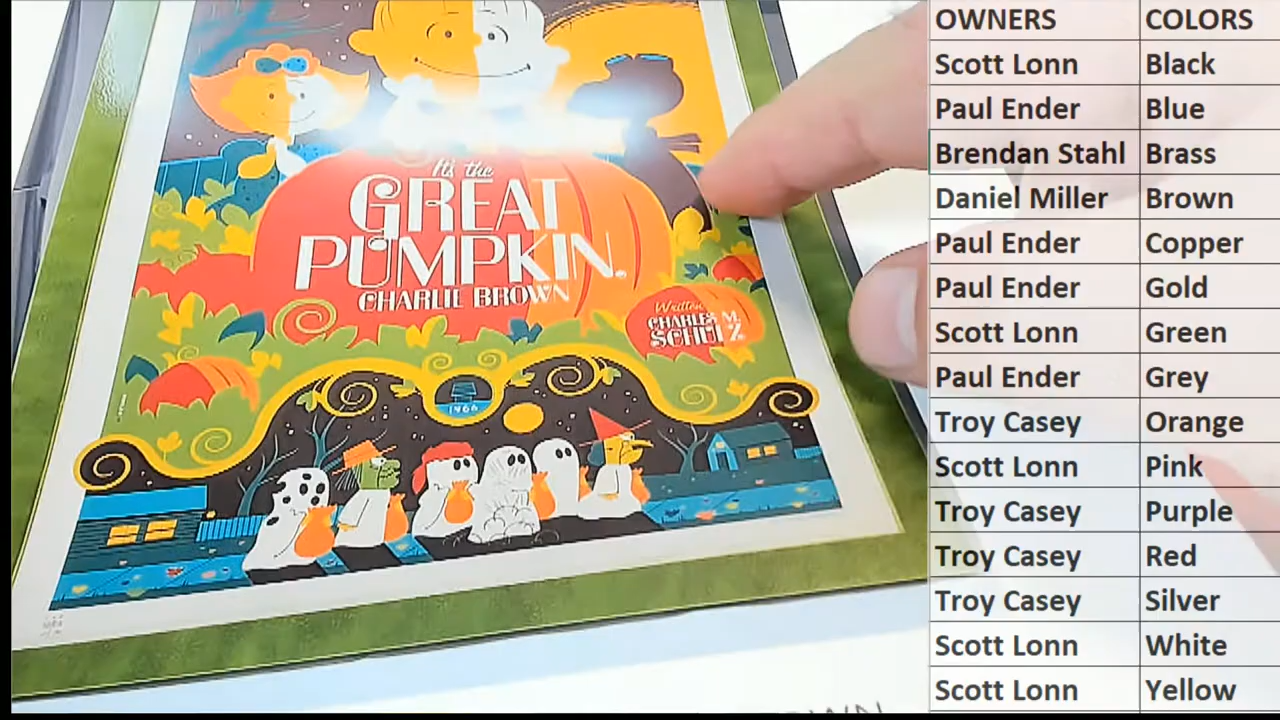 It's the
GREAT
PUMPKIN.
CHARLIE BROWN
Written
CHARLES M.
SCHULZ
1966
OWNERS COLORS
Scott Lonn Black
Paul Ender Blue
Brendan Stahl Brass
Daniel Miller Brown
Paul Ender Copper
Paul Ender Gold
Scott Lonn Green
Paul Ender Grey
Troy Casey Orange
Scott Lonn Pink
Troy Casey Purple
Troy Casey Red
Troy Casey Silver
Scott Lonn White
Scott Lonn Yellow